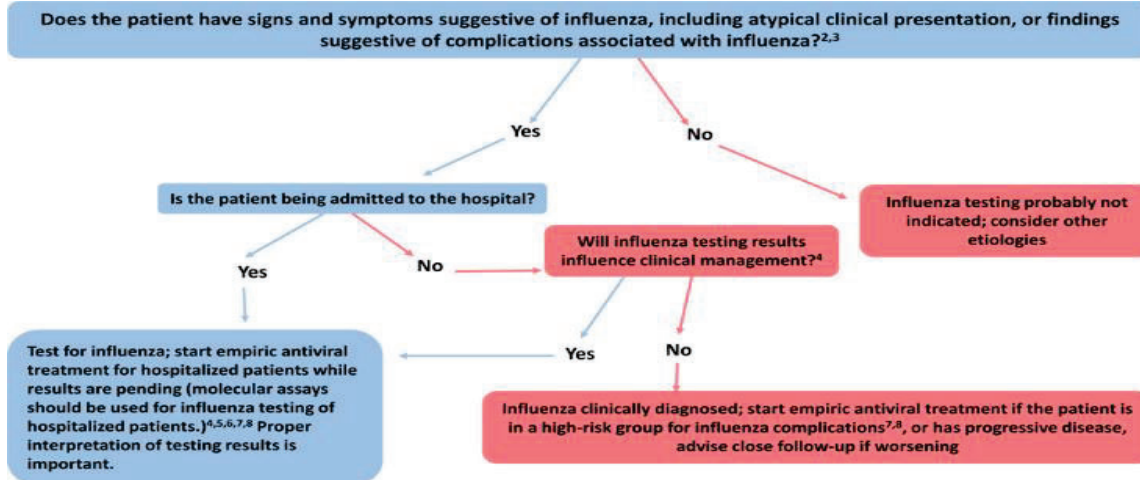 Does the patient have signs and symptoms suggestive of influenza, including atypical clinical presentation, or findings
suggestive of complications associated with influenza?2,3
Yes
No
Is the patient being admitted to the hospital?
Influenza testing probably not
indicated; consider other
etiologies
Will influenza testing results
influence clinical management?4
Yes
No
Yes
No
Test for influenza; start empiric antiviral
treatment for hospitalized patients while
results are pending (molecular assays
should be used for influenza testing of
hospitalized patients.)4,5,6,7,8 Proper
interpretation of testing results is
important.
Influenza clinically diagnosed; start empiric antiviral treatment if the patient is
in a high-risk group for influenza complications7,8, or has progressive disease,
advise close follow-up if worsening